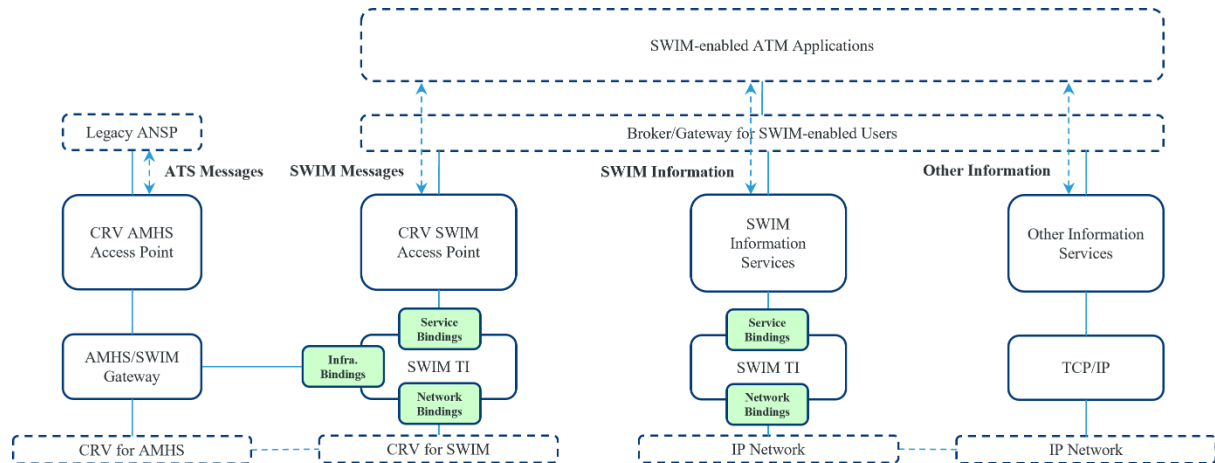 SWIM-enabled ATM Applications
Legacy ANSP
Broker/Gateway for SWIM-enabled Users
ATS Messages
SWIM Messages
SWIM Information
Other Information
CRV AMHS
Access Point
CRV SWIM
Access Point
SWIM
Information
Services
Other Information
Services
Service
Bindings
Service
Bindings
AMHS/SWIM
Gateway
Infra.
Bindings
SWIM TI
SWIM TI
TCP/IP
Network
Bindings
Network
Bindings
CRV for AMHS
CRV for SWIM
IP Network
IP Network